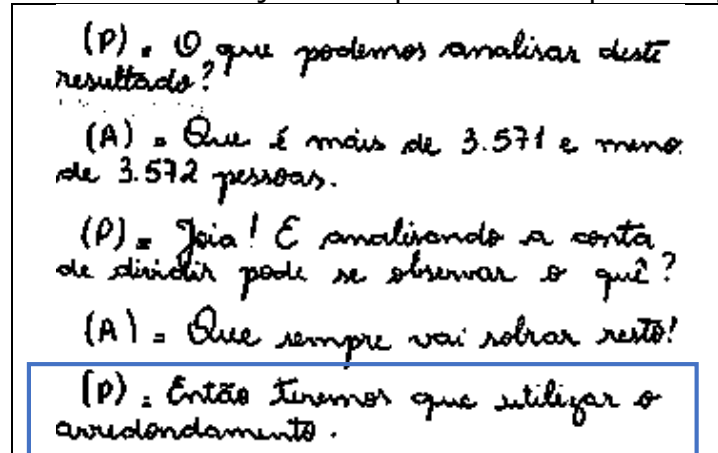 (P). O que podemos analisar deste
resultado?
(A) = Que é mais de 3.571 e meno
de 3.572 pessoas.
(P) = Joia! E analisando a conta
de dividir pode se observar o quê?
(A) = Que sempre vai sobrar resto!
(P). Então teremos que utilizar o
arredondamento.